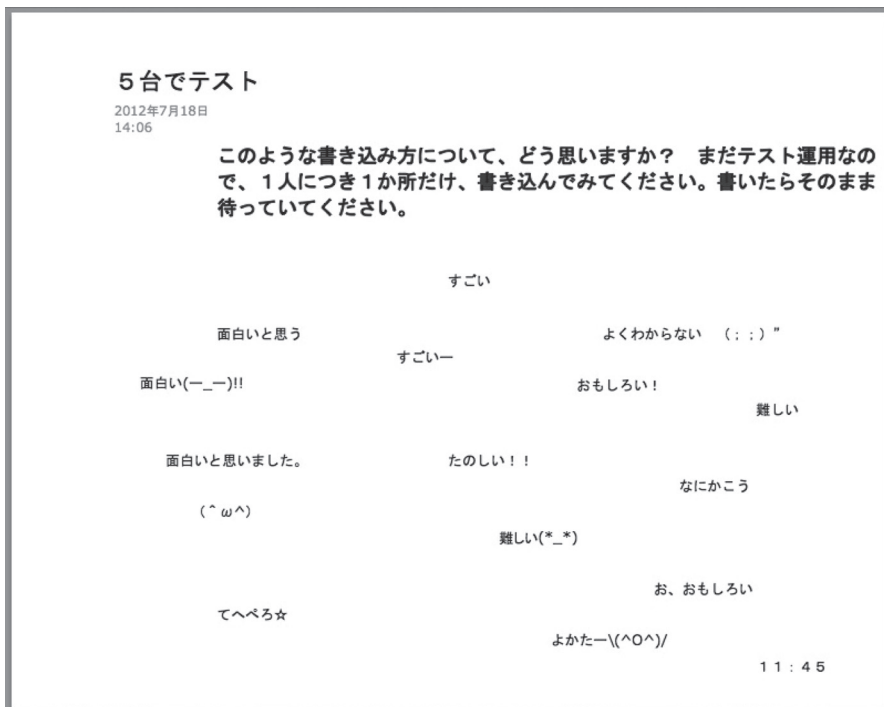 ５台でテスト
2012年7月18日
14:06
このような書き込み方について、どう思いますか？　まだテスト運用なの
で、１人につき１か所だけ、書き込んでみてください。書いたらそのまま
待っていてください。
すごい
面白いと思う
よくわからない　（；；）”
すごいー
面白い(ー_ー)!!
おもしろい！
難しい
面白いと思いました。
たのしい！！
なにかこう
（＾ω^）
難しい(*_*)
お、おもしろい
てへぺろ☆
よかたー\(^O^)/
１１：４５